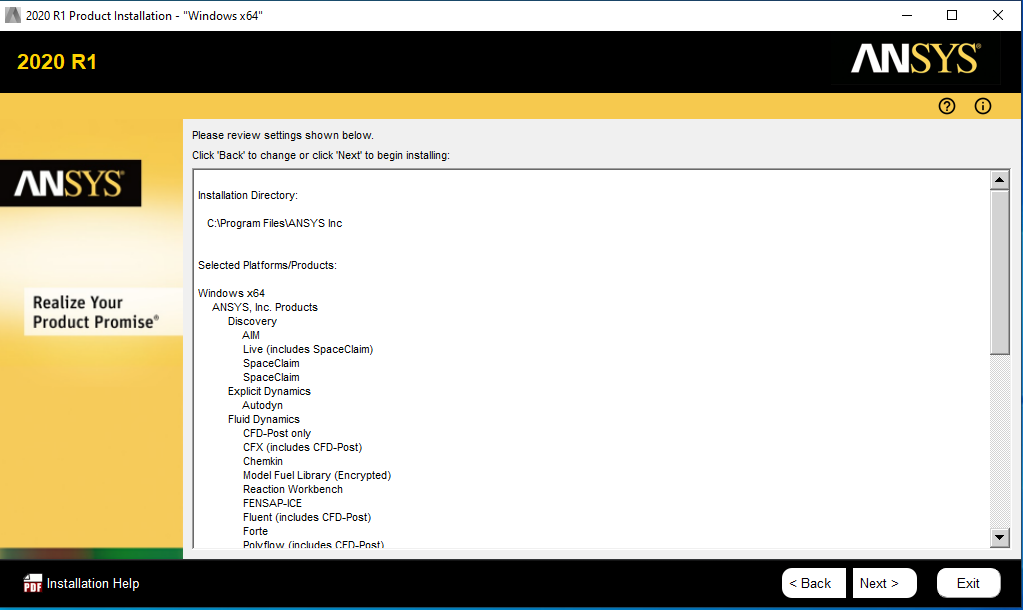 2020 R1 Product Installation - "Windows x64"
2020 R1
ANSYS®
Please review settings shown below.
Click 'Back' to change or click 'Next' to begin installing:
ANSYS®
Installation Directory:
C:\Program Files\ANSYS Inc
Selected Platforms/Products:
Windows x64
ANSYS, Inc. Products
Discovery
AIM
Live (includes SpaceClaim)
SpaceClaim
SpaceClaim
Explicit Dynamics
Autodyn
Fluid Dynamics
CFD-Post only
CFX (includes CFD-Post)
Chemkin
Model Fuel Library (Encrypted)
Reaction Workbench
FENSAP-ICE
Fluent (includes CFD-Post)
Forte
Polyflow (includes CFD-Post)
Realize Your
Product Promise®
PDF Installation Help
< Back
Next >
Exit